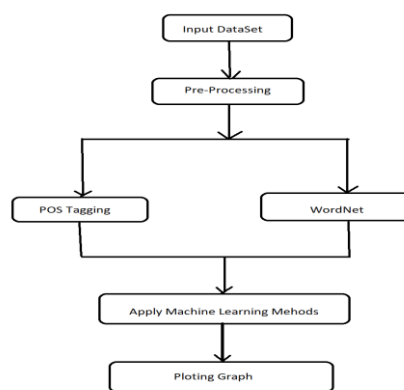 Input DataSet
Pre-Processing
POS Tagging
WordNet
Apply Machine Learning Mehods
Ploting Graph